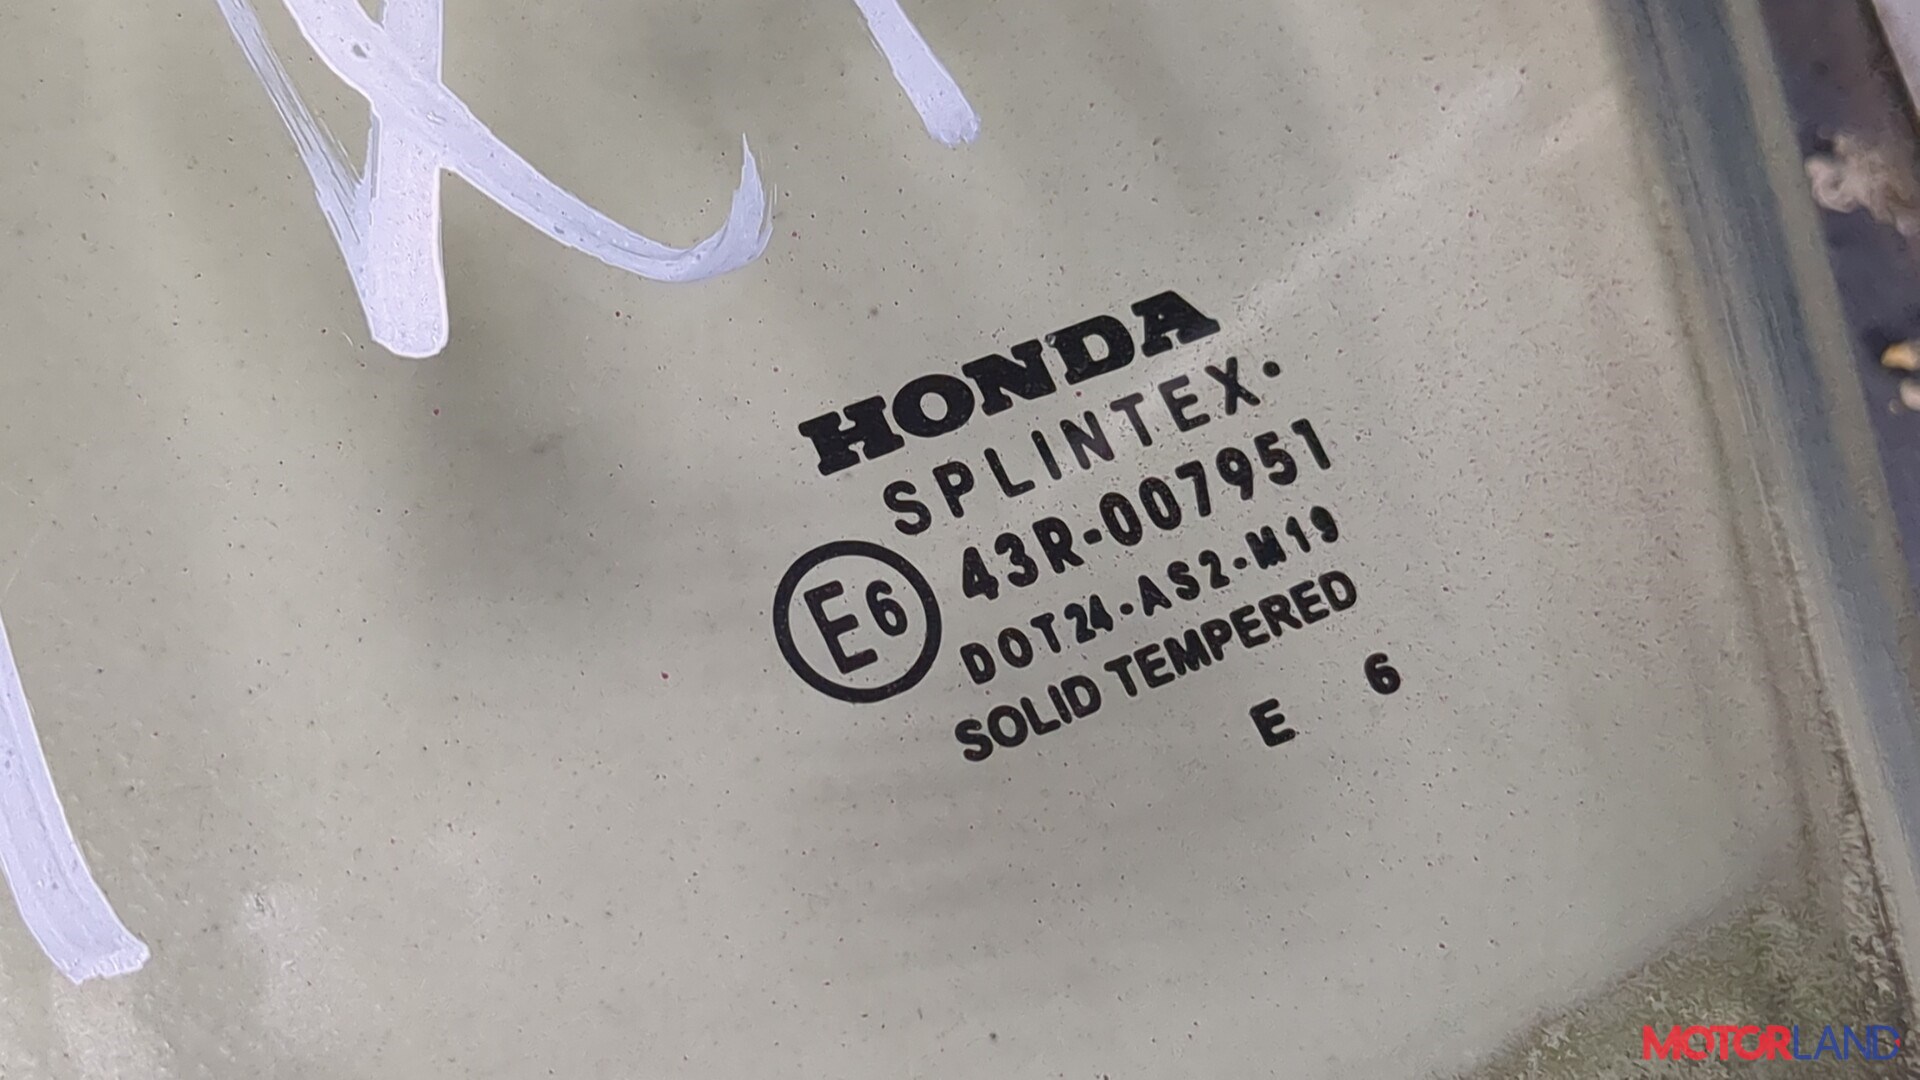 HONDA
SPLINTEX.
E6 43R-007951
DOT24-AS2-M19
SOLID TEMPERED
E 6
MOTORLAND